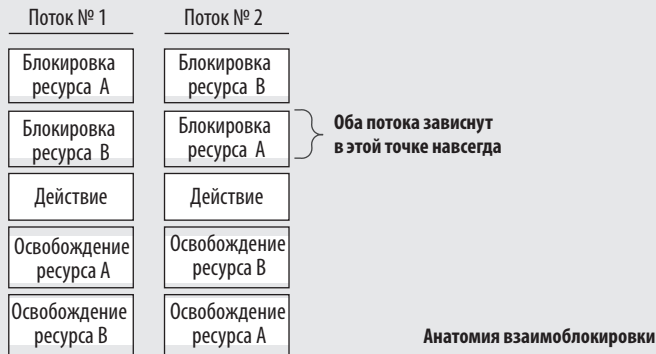 Поток № 1
Поток № 2
Блокировка
ресурса А
Блокировка
ресурса В
Блокировка
ресурса В
Блокировка
ресурса А
Оба потока зависнут
в этой точке навсегда
Действие
Действие
Освобождение
ресурса А
Освобождение
ресурса В
Освобождение
ресурса В
Освобождение
ресурса А
Анатомия взаимоблокировки